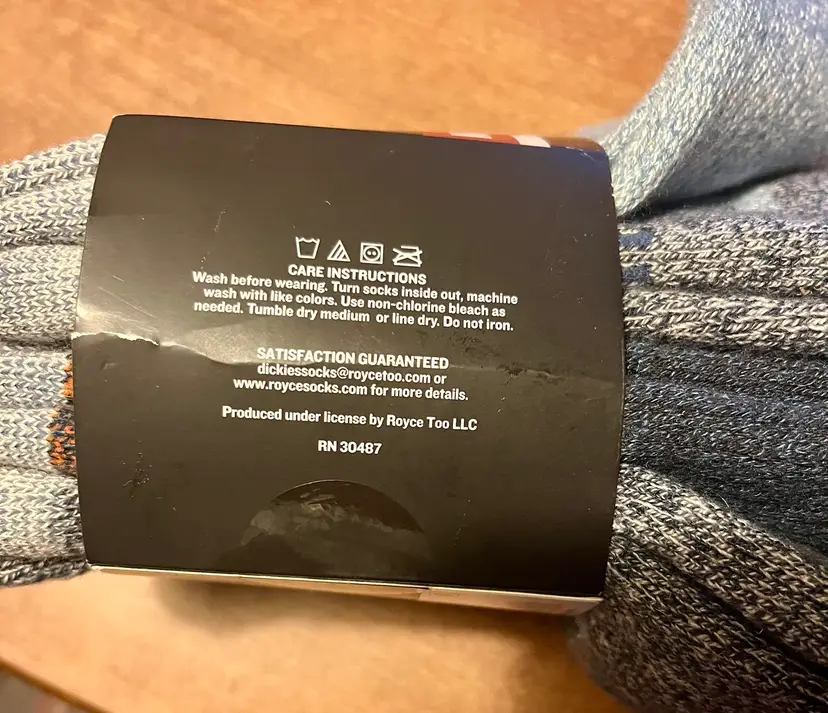 CARE INSTRUCTIONS
Wash before wearing. Turn socks inside out, machine
wash with like colors. Use non-chlorine bleach as
needed. Tumble dry medium or line dry. Do not iron.
SATISFACTION GUARANTEED
dickiessocks@roycetoo.com or
www.roycesocks.com for more details.
Produced under license by Royce Too LLC
RN 30487